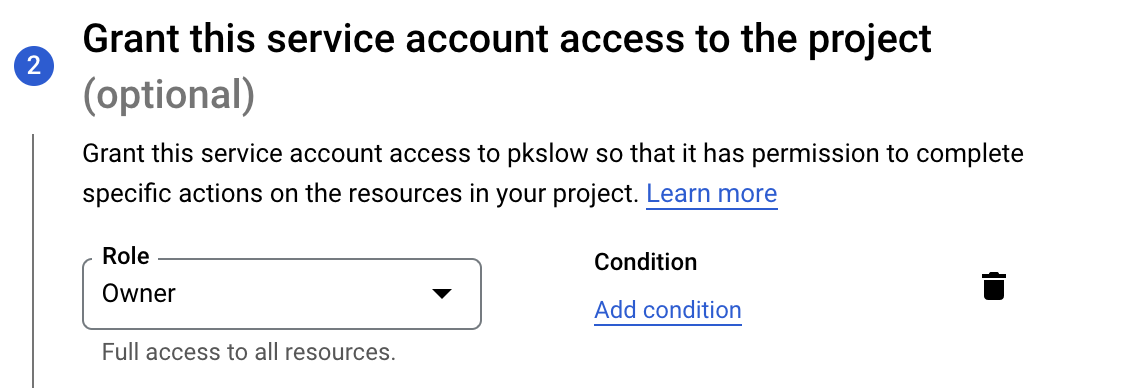 2
Grant this service account access to the project
(optional)
Grant this service account access to pkslow so that it has permission to complete
specific actions on the resources in your project. Learn more
Role
Owner
Condition
Add condition
Full access to all resources.